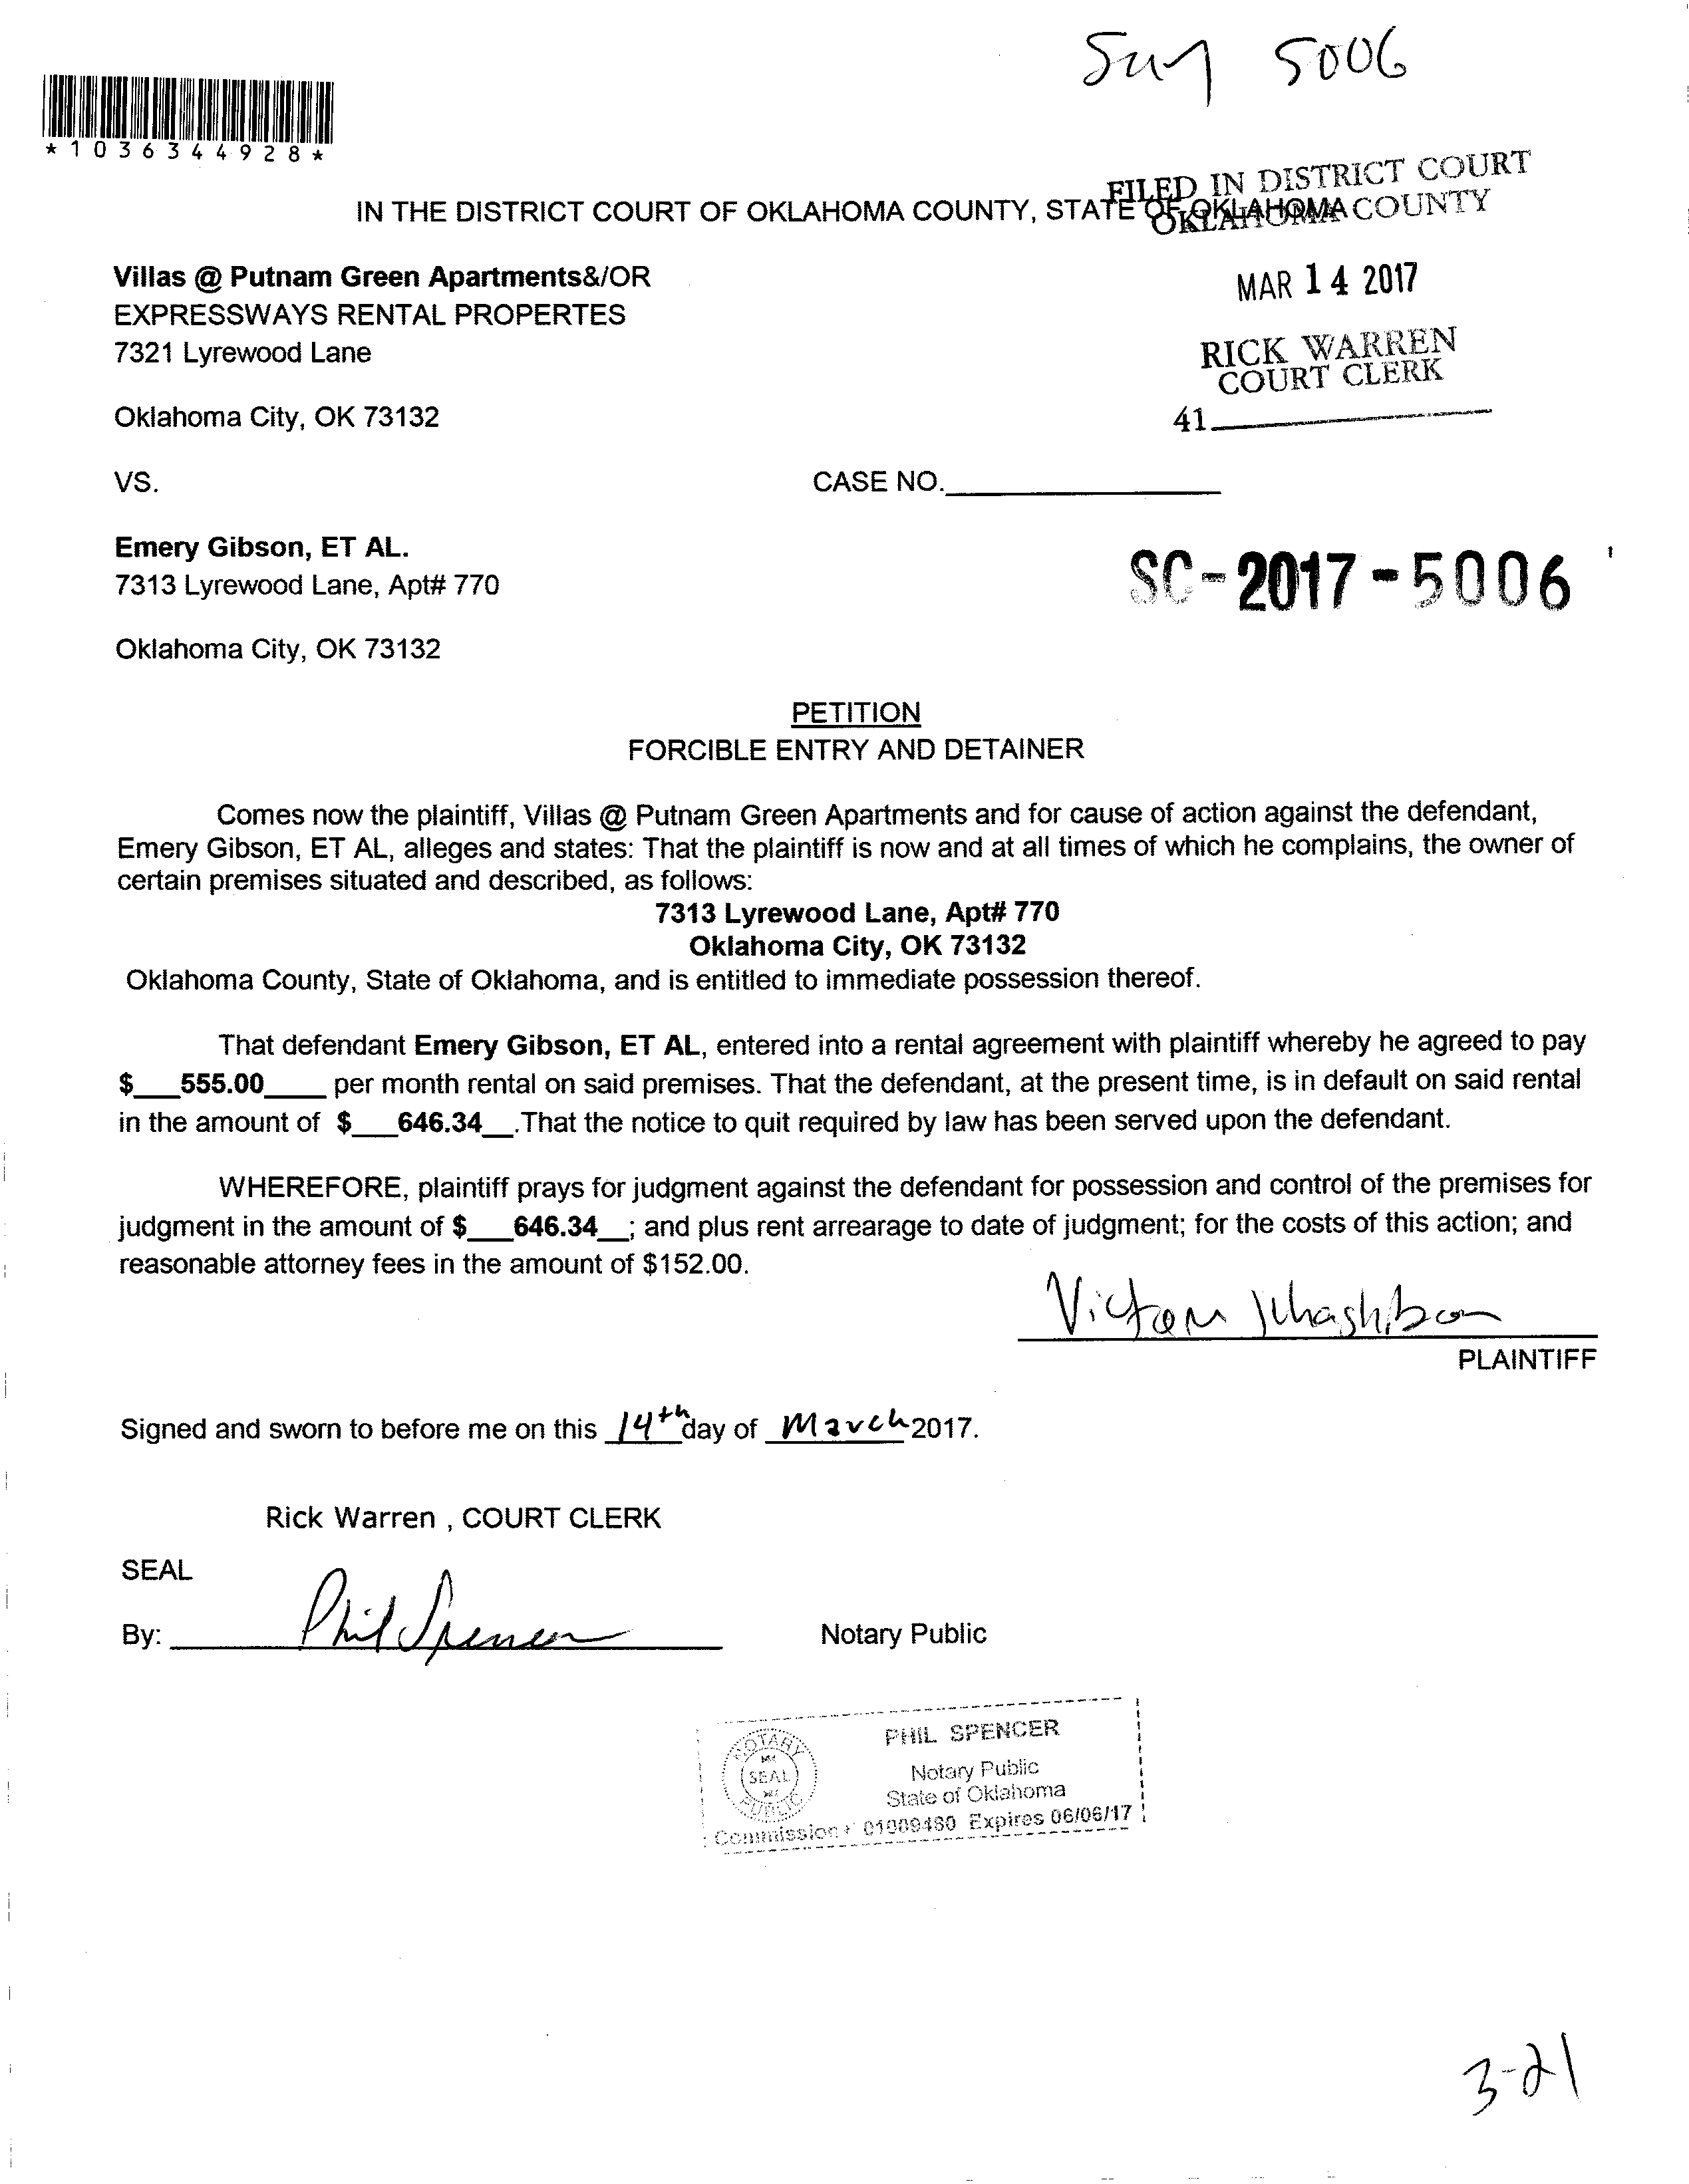 5006
*1036344928*
FILED IN DISTRICT COURT
OKLAHOMA COUNTY
IN THE DISTRICT COURT OF OKLAHOMA COUNTY, STATE OF OKLAHOMA
Villas @ Putnam Green Apartments&/OR
EXPRESSWAYS RENTAL PROPERTES
7321 Lyrewood Lane
MAR 14 2017
RICK WARREN
COURT CLERK
Oklahoma City, OK 73132
41
VS.
CASE NO.
Emery Gibson, ET AL.
7313 Lyrewood Lane, Apt# 770
SC-2017-5006
Oklahoma City, OK 73132
PETITION
FORCIBLE ENTRY AND DETAINER
Comes now the plaintiff, Villas @ Putnam Green Apartments and for cause of action against the defendant,
Emery Gibson, ET AL, alleges and states: That the plaintiff is now and at all times of which he complains, the owner of
certain premises situated and described, as follows:
7313 Lyrewood Lane, Apt# 770
Oklahoma City, OK 73132
Oklahoma County, State of Oklahoma, and is entitled to immediate possession thereof.
That defendant Emery Gibson, ET AL, entered into a rental agreement with plaintiff whereby he agreed to pay
$___555.00____ per month rental on said premises. That the defendant, at the present time, is in default on said rental
in the amount of $___646.34__.That the notice to quit required by law has been served upon the defendant.
WHEREFORE, plaintiff prays for judgment against the defendant for possession and control of the premises for
judgment in the amount of $___646.34__; and plus rent arrearage to date of judgment; for the costs of this action; and
reasonable attorney fees in the amount of $152.00.
PLAINTIFF
Signed and sworn to before me on this 14th day of March 2017.
Rick Warren , COURT CLERK
SEAL
By: Phil Spencer Notary Public
NOTARY SEAL PUBLIC
PHIL SPENCER
Notary Public
State of Oklahoma
Commission # 01009480 Expires 06/06/17
3-21